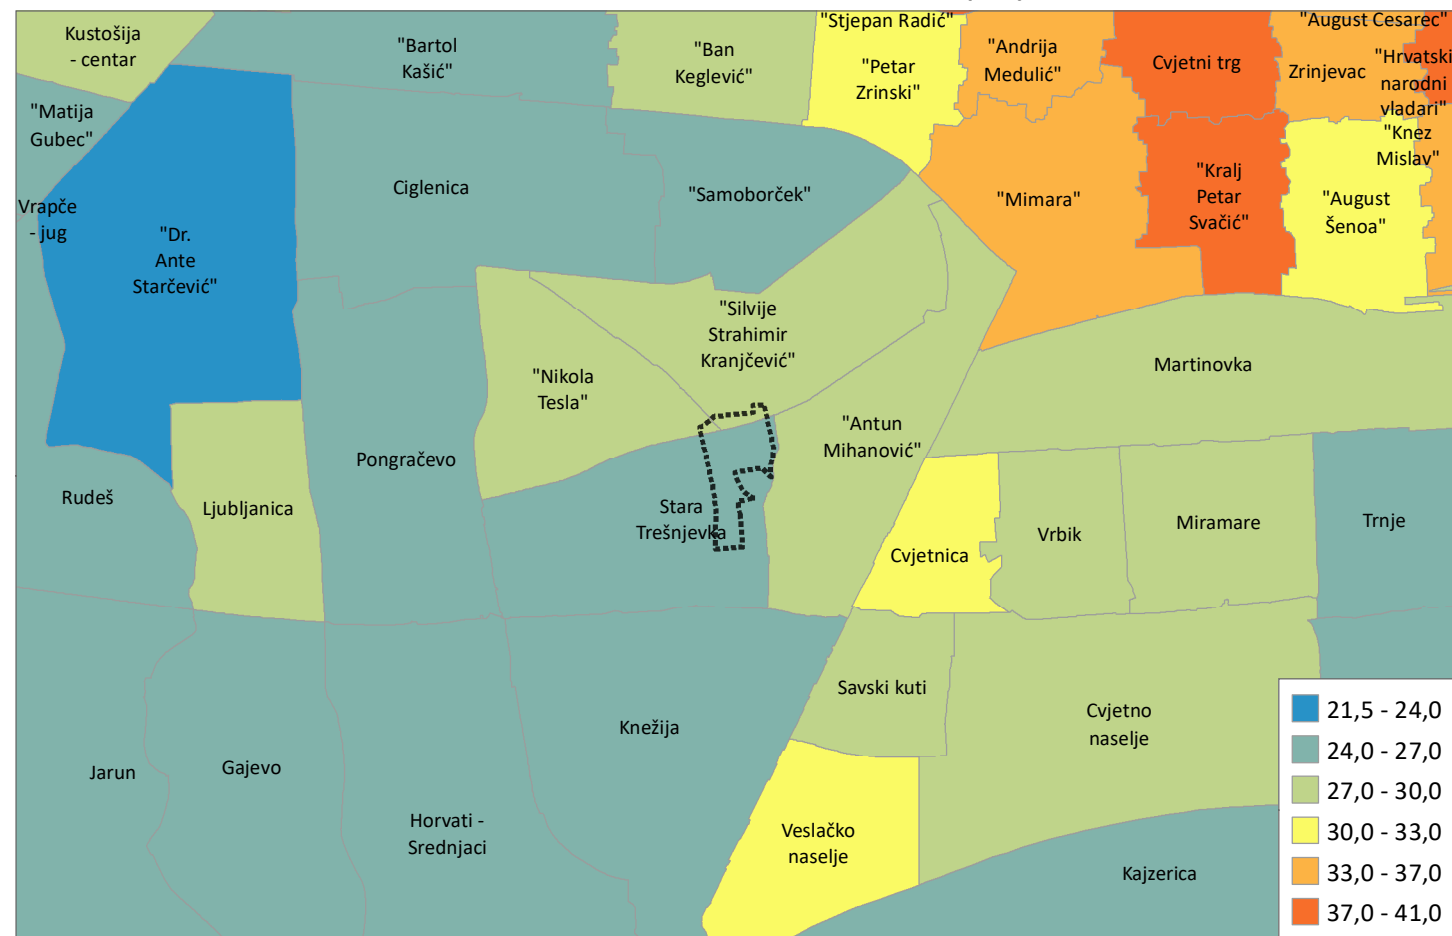 Kustošija
- centar
"Bartol
Kašić"
"Ban
Keglević"
"Stjepan Radić"
"Petar
Zrinski"
"Andrija
Medulić"
Cvjetni trg
"August Cesarec"
Zrinjevac
"Hrvatski
narodni
vladari"
"Knez
Mislav"
"Matija
Gubec"
Vrapče
- jug
"Dr.
Ante
Starčević"
Ciglenica
"Samoborček"
"Mimara"
"Kralj
Petar
Svačić"
"August
Šenoa"
"Silvije
Strahimir
Kranjčević"
"Nikola
Tesla"
Martinovka
"Antun
Mihanović"
Pongračevo
Rudeš
Ljubljanica
Stara
Trešnjevka
Cvjetnica
Vrbik
Miramare
Trnje
Savski kuti
Cvjetno
naselje
Knežija
Jarun
Gajevo
Horvati -
Srednjaci
Veslačko
naselje
Kajzerica
21,5 - 24,0
24,0 - 27,0
27,0 - 30,0
30,0 - 33,0
33,0 - 37,0
37,0 - 41,0